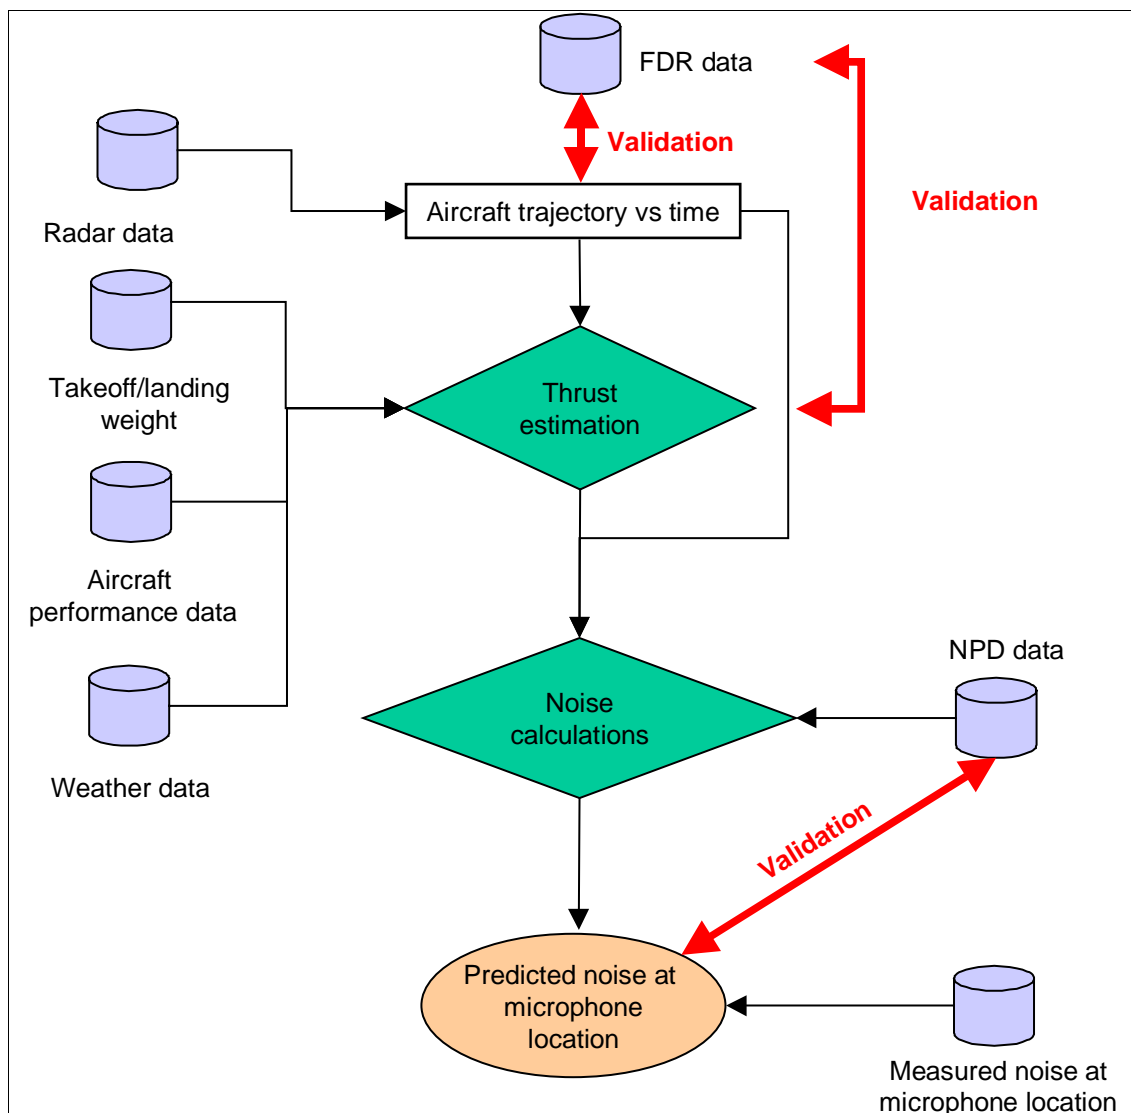 FDR data
Validation
Validation
Radar data
Aircraft trajectory vs time
Takeoff/landing
weight
Thrust
estimation
Aircraft
performance data
Weather data
Noise
calculations
NPD data
Validation
Predicted noise at
microphone
location
Measured noise at
microphone location